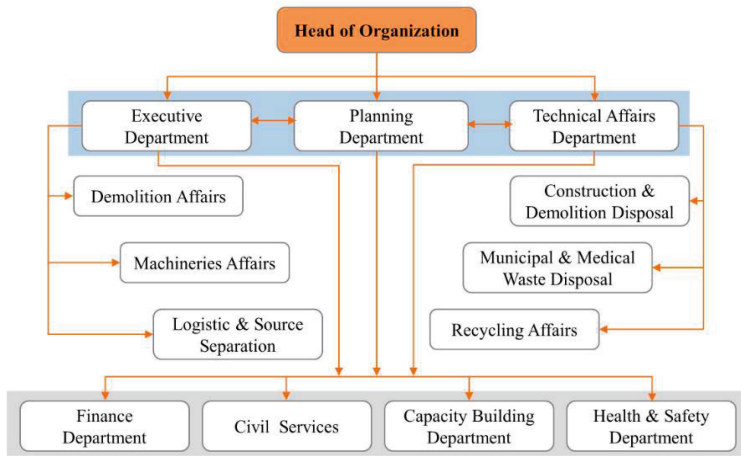 Head of Organization
Executive
Department
Planning
Department
Technical Affairs
Department
Demolition Affairs
Construction &
Demolition Disposal
Machineries Affairs
Municipal & Medical
Waste Disposal
Logistic & Source
Separation
Recycling Affairs
Finance
Department
Civil Services
Capacity Building
Department
Health & Safety
Department